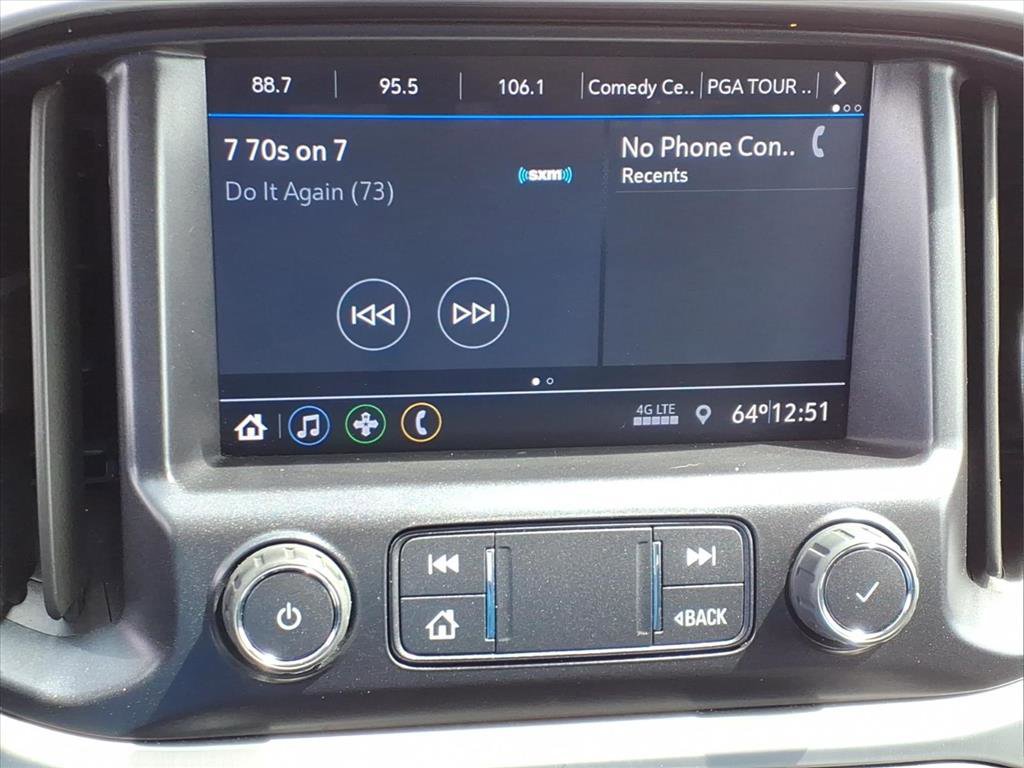 88.7 95.5 106.1 Comedy Ce.. PGA TOUR ..
7 70s on 7
Do It Again (73)
sxm
No Phone Con..
Recents
4G LTE
64° 12:51
BACK